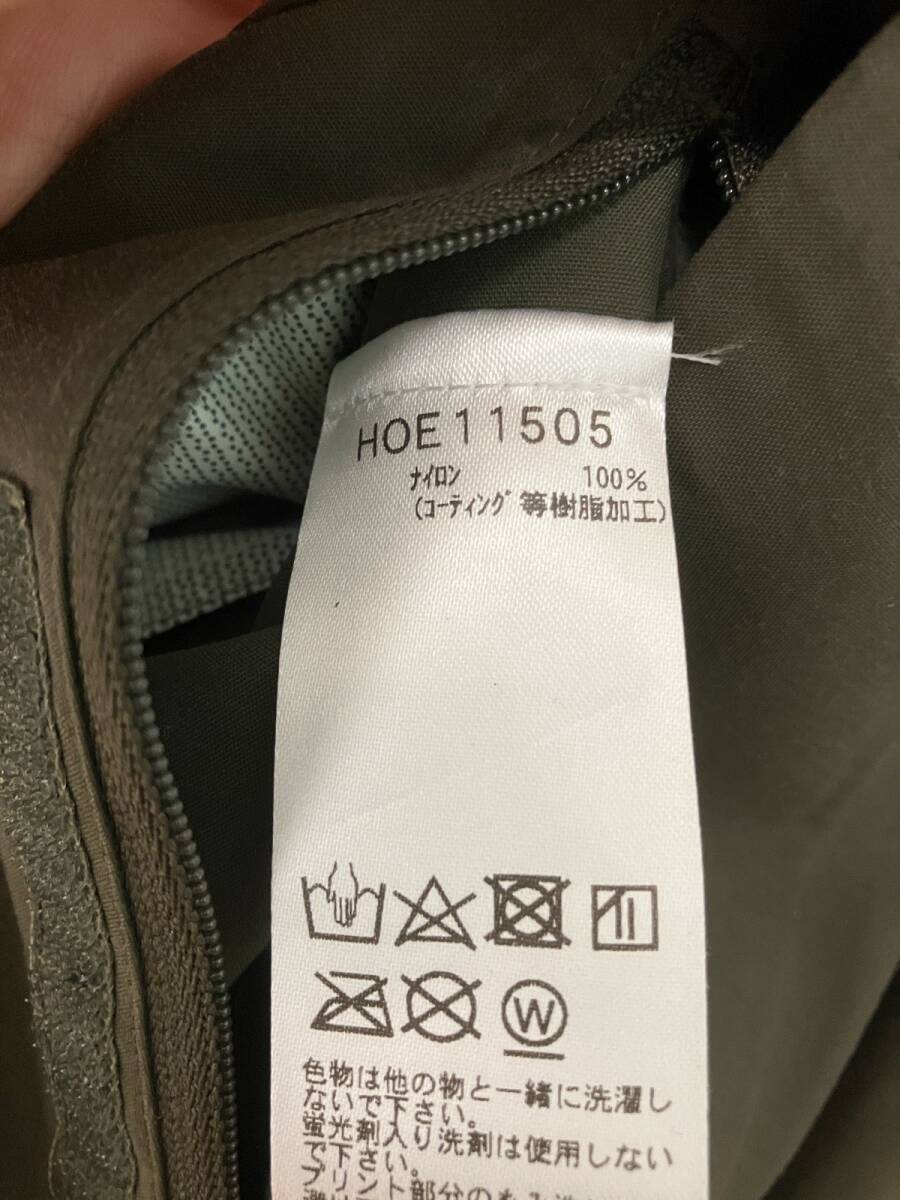 HOE11505
ナイロン 100%
(コーティング等樹脂加工)
W
色物は他の物と一緒に洗濯し
ないで下さい。
蛍光剤入り洗剤は使用しない
で下さい。
プリント部分のもみ洗